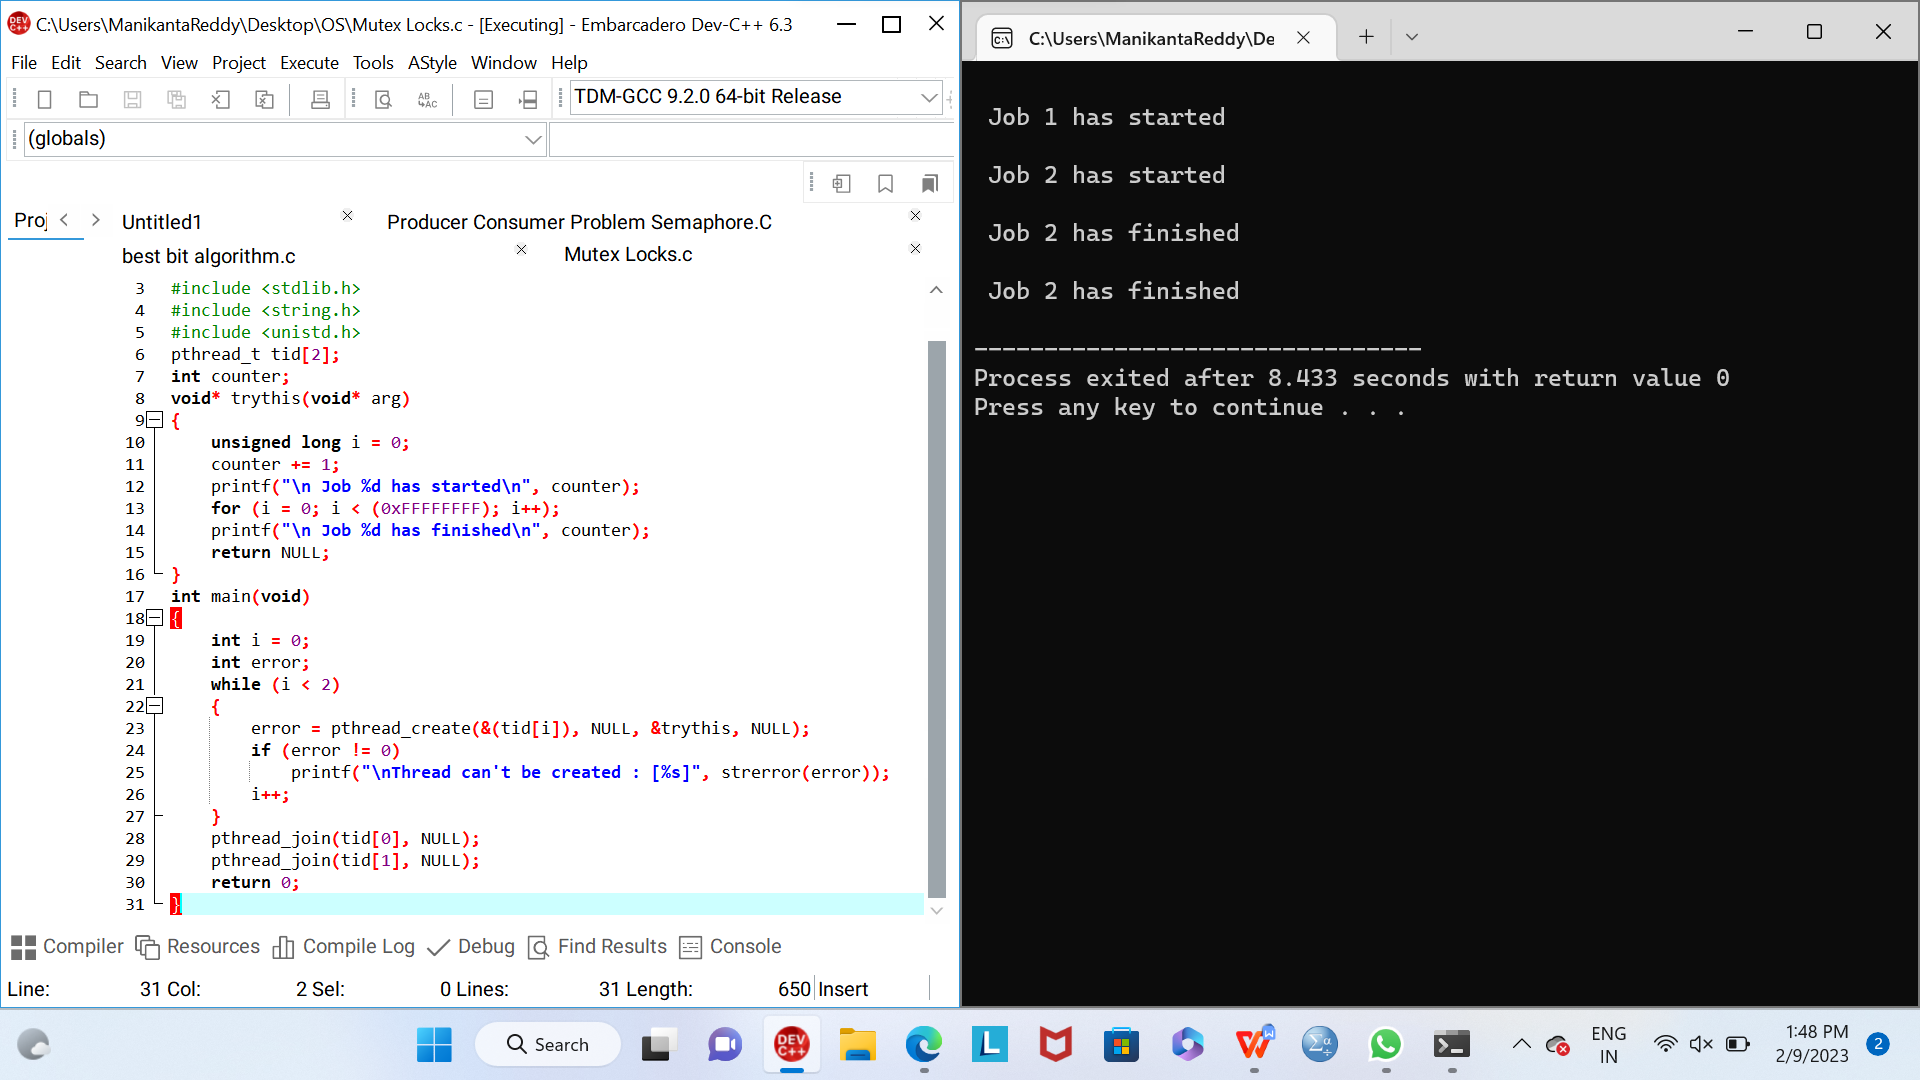 C:\Users\ManikantaReddy\Desktop\OS\Mutex Locks.c - [Executing] - Embarcadero Dev-C++ 6.3
File Edit Search View Project Execute Tools AStyle Window Help
TDM-GCC 9.2.0 64-bit Release
(globals)
Proj
Untitled1
Producer Consumer Problem Semaphore.C
best bit algorithm.c
Mutex Locks.c
3 #include <stdlib.h>
4 #include <string.h>
5 #include <unistd.h>
6 pthread_t tid[2];
7 int counter;
8 void* trythis(void* arg)
9 {
10 unsigned long i = 0;
11 counter += 1;
12 printf("\n Job %d has started\n", counter);
13 for (i = 0; i < (0xFFFFFFFF); i++);
14 printf("\n Job %d has finished\n", counter);
15 return NULL;
16 }
17 int main(void)
18 {
19 int i = 0;
20 int error;
21 while (i < 2)
22 {
23 error = pthread_create(&(tid[i]), NULL, &trythis, NULL);
24 if (error != 0)
25 printf("\nThread can't be created : [%s]", strerror(error));
26 i++;
27 }
28 pthread_join(tid[0], NULL);
29 pthread_join(tid[1], NULL);
30 return 0;
31 }
Compiler Resources Compile Log Debug Find Results Console
Line: 31 Col: 2 Sel: 0 Lines: 31 Length: 650 Insert
C:\Users\ManikantaReddy\De
Job 1 has started
Job 2 has started
Job 2 has finished
Job 2 has finished
--------------------------------
Process exited after 8.433 seconds with return value 0
Press any key to continue . . .
Search
DEV C++
ENG
IN
1:48 PM
2/9/2023
2